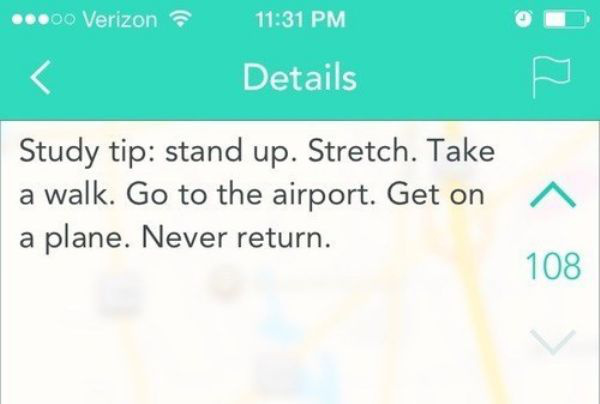 Verizon 11:31 PM
Details
Study tip: stand up. Stretch. Take
a walk. Go to the airport. Get on
a plane. Never return.
108